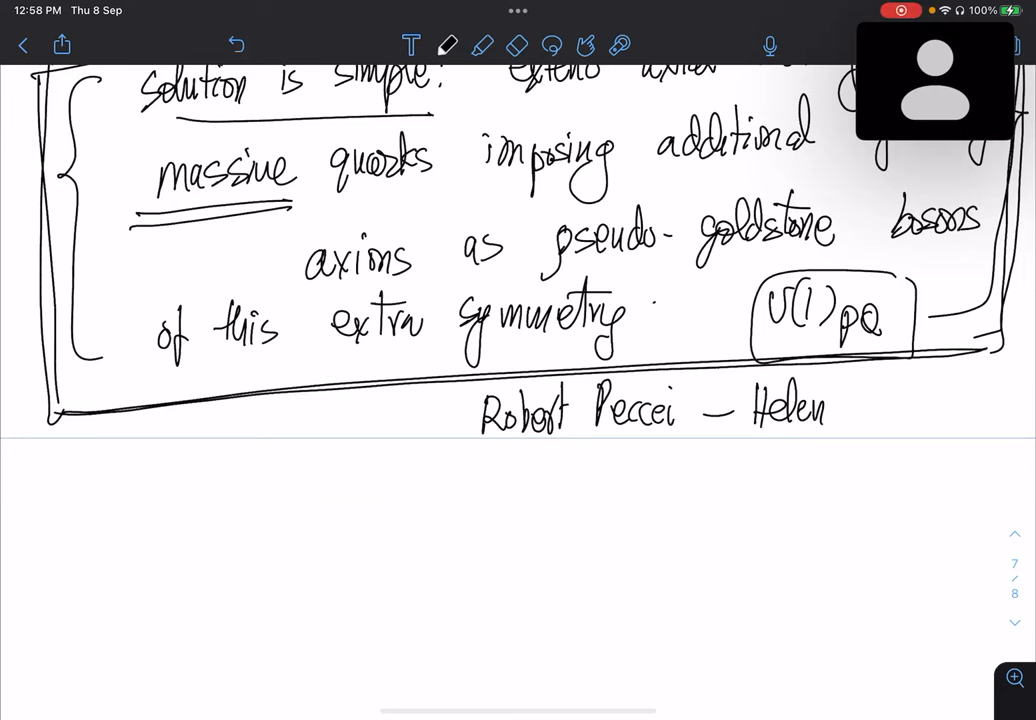 12:58 PM Thu 8 Sep
100%
solution is simple: extend axial
massive quarks imposing additional
axions as pseudo-goldstone bosons
of this extra symmetry. U(1)PQ
Robert Peccei – Helen
7
/
8